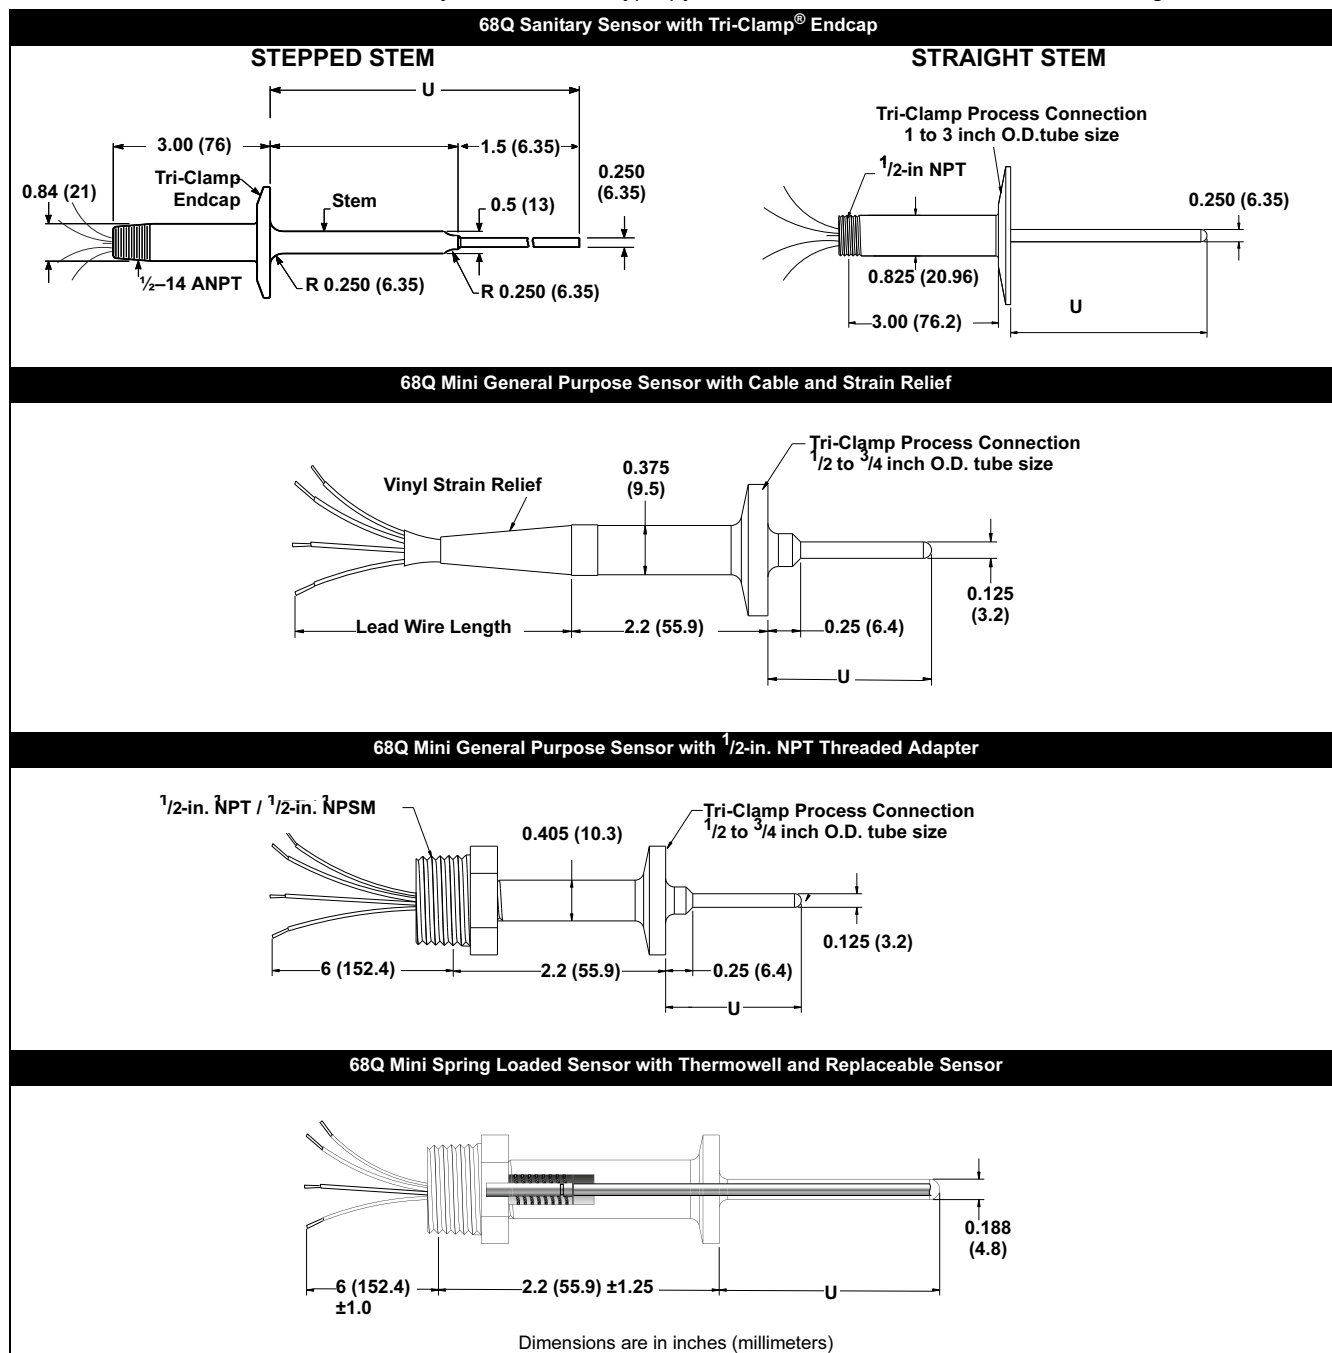 68Q Sanitary Sensor with Tri-Clamp® Endcap
STEPPED STEM
STRAIGHT STEM
U
Tri-Clamp Process Connection
1 to 3 inch O.D.tube size
3.00 (76)
1.5 (6.35)
0.250
(6.35)
1/2-in NPT
Tri-Clamp
Endcap
0.84 (21)
Stem
0.5 (13)
0.250 (6.35)
½–14 ANPT
R 0.250 (6.35)
R 0.250 (6.35)
0.825 (20.96)
U
3.00 (76.2)
68Q Mini General Purpose Sensor with Cable and Strain Relief
Tri-Clamp Process Connection
1/2 to 3/4 inch O.D. tube size
0.375
(9.5)
Vinyl Strain Relief
0.125
(3.2)
Lead Wire Length
2.2 (55.9)
0.25 (6.4)
U
68Q Mini General Purpose Sensor with 1/2-in. NPT Threaded Adapter
1/2-in. NPT / 1/2-in. NPSM
Tri-Clamp Process Connection
1/2 to 3/4 inch O.D. tube size
0.405 (10.3)
0.125 (3.2)
6 (152.4)
2.2 (55.9)
0.25 (6.4)
U
68Q Mini Spring Loaded Sensor with Thermowell and Replaceable Sensor
0.188
(4.8)
6 (152.4)
±1.0
2.2 (55.9) ±1.25
U
Dimensions are in inches (millimeters)